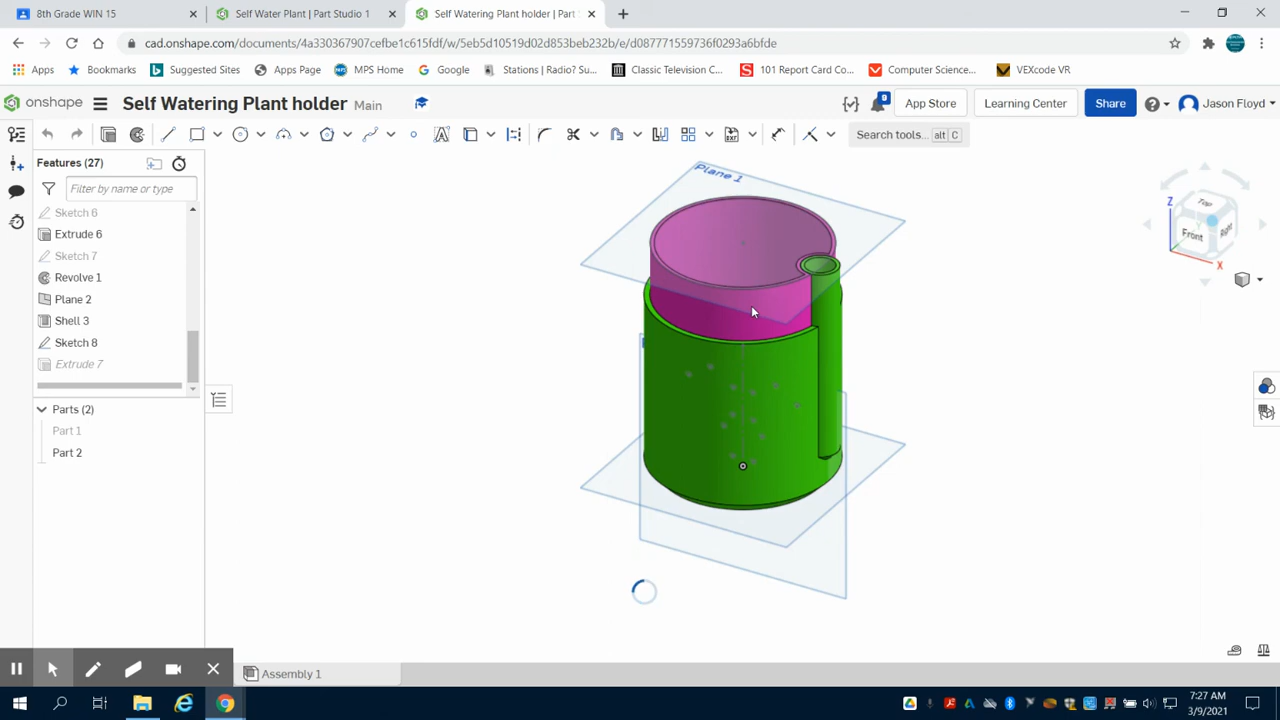 8th Grade WIN 15
Self Water Plant | Part Studio 1
Self Watering Plant holder | Part
cad.onshape.com/documents/4a330367907cefbe1c615fdf/w/5eb5d10519d02d853beb232b/e/d087771559736f0293a6bfde
Apps
Bookmarks
Suggested Sites
Apps Page
MPS Home
Google
Stations | Radio? Su...
Classic Television C...
101 Report Card Co...
Computer Science...
VEXcode VR
onshape
Self Watering Plant holder
Main
9
App Store
Learning Center
Share
Jason Floyd
Search tools...
alt
C
Features (27)
Filter by name or type
Sketch 6
Extrude 6
Sketch 7
Revolve 1
Plane 2
Shell 3
Sketch 8
Extrude 7
Parts (2)
Part 1
Part 2
Plane 1
Z
Top
Front
Right
X
Assembly 1
7:27 AM
3/9/2021